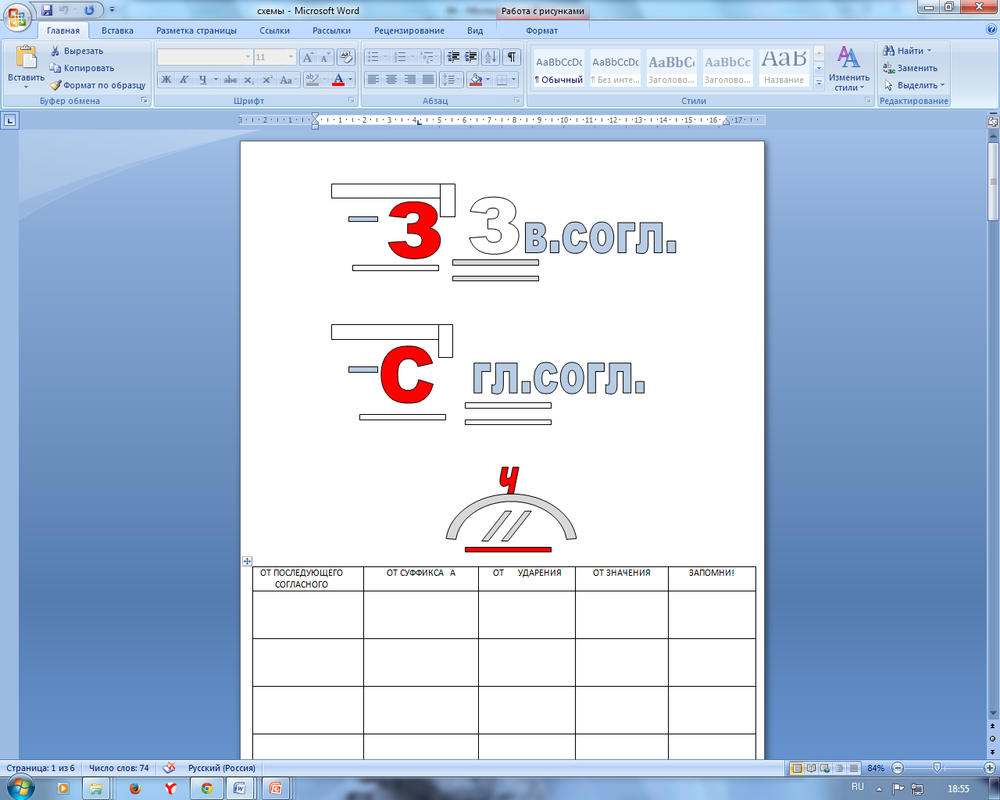 схемы - Microsoft Word
Работа с рисунками
Главная Вставка Разметка страницы Ссылки Рассылки Рецензирование Вид Формат
Вставить
Вырезать
Копировать
Формат по образцу
Буфер обмена
11
Ж К Ч abc x₂ x² Aa
Шрифт
Абзац
AaBbCcDc AaBbCcDc AaBbCc AaBbCc AaB
¶ Обычный ¶ Без инте... Заголово... Заголово... Название
Стили
Изменить
стили
Найти
Заменить
Выделить
Редактирование
3 2 1 1 2 3 4 5 6 7 8 9 10 11 12 13 14 15 16 17
З З в.согл.
С гл.согл.
Ч
ОТ ПОСЛЕДУЮЩЕГО
СОГЛАСНОГО
ОТ СУФФИКСА А
ОТ УДАРЕНИЯ
ОТ ЗНАЧЕНИЯ
ЗАПОМНИ!
Страница: 1 из 6 Число слов: 74 Русский (Россия) 84%
RU 18:55